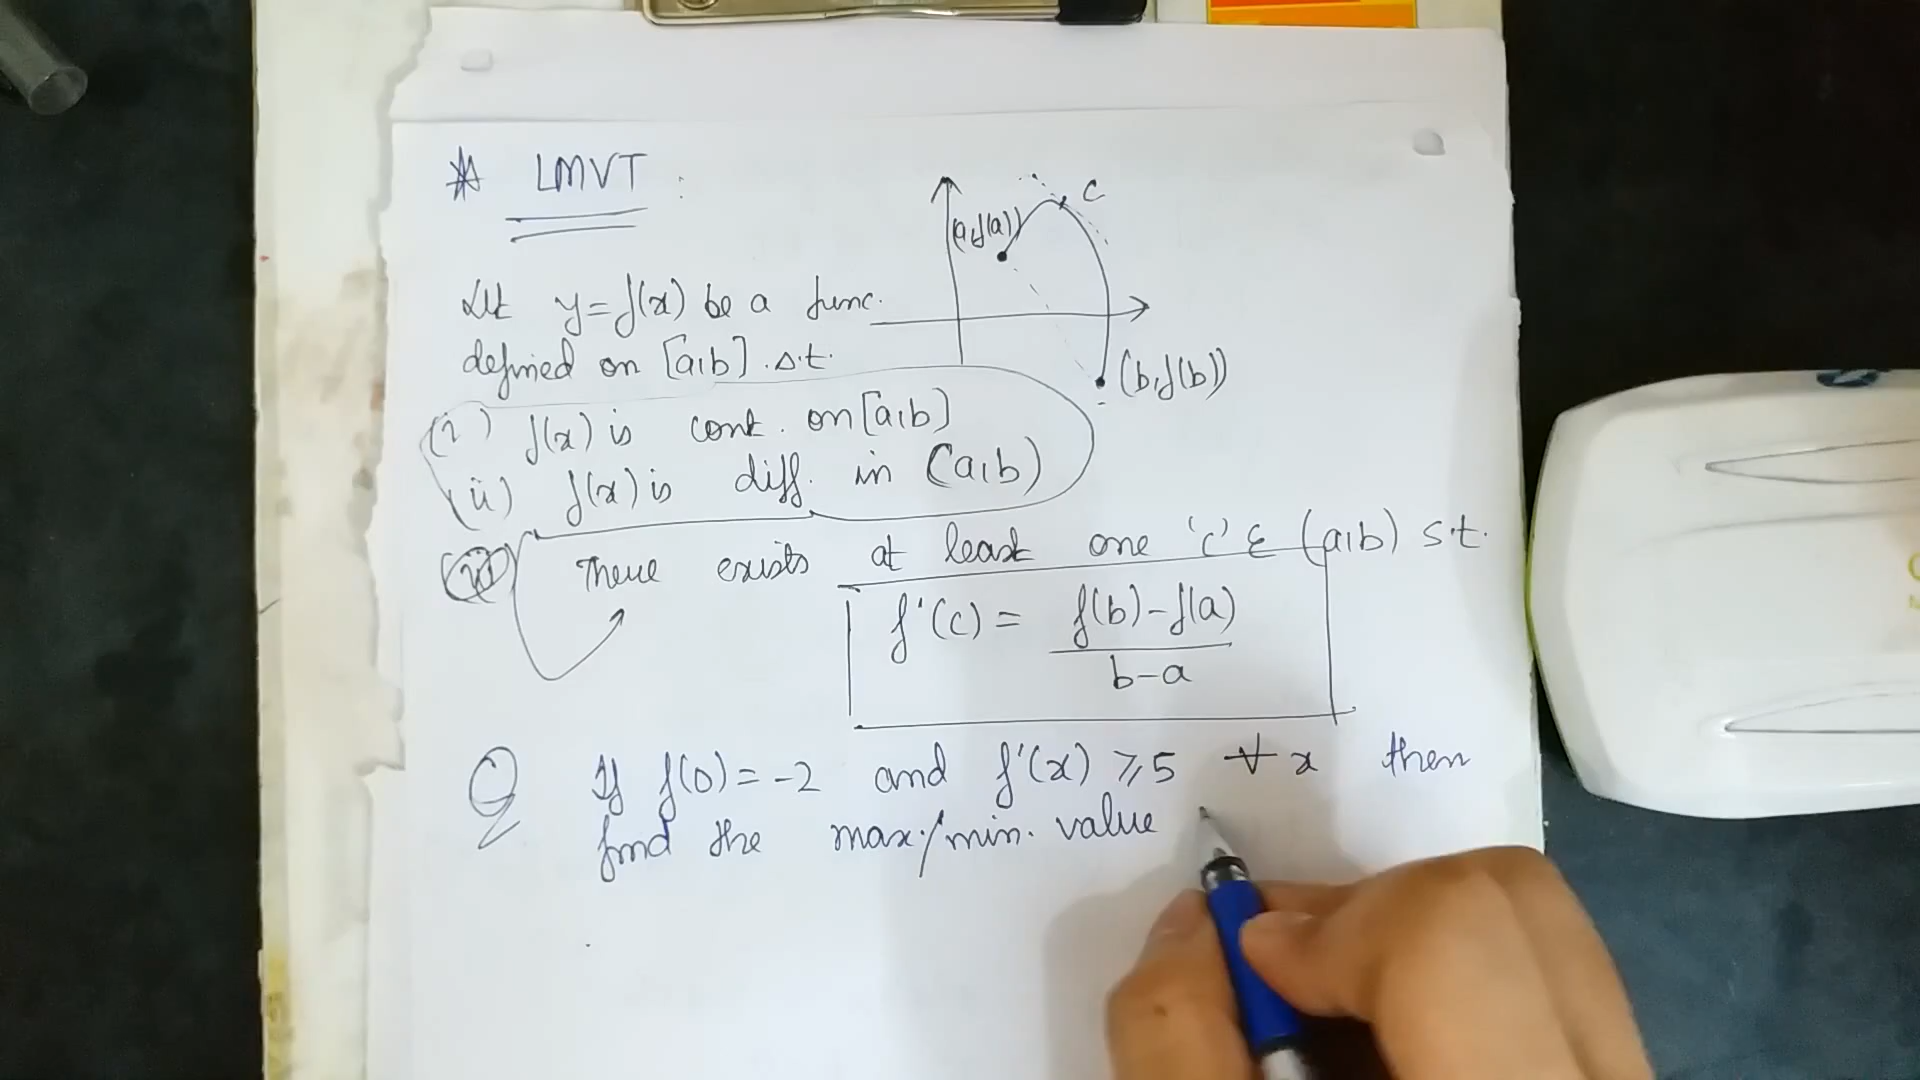 LMVT :
C
(a,f(a))
(b,f(b))
Let y=f(x) be a func.
defined on [a,b] . s.t.
(i) f(x) is cont. on [a,b]
(ii) f(x) is diff. in (a,b)
There exists at least one 'c' ε (a,b) s.t.
f'(c) = f(b)-f(a)
b-a
Q If f(0) = -2 and f'(x) ⩾5 ∀ x then
find the max./min. value